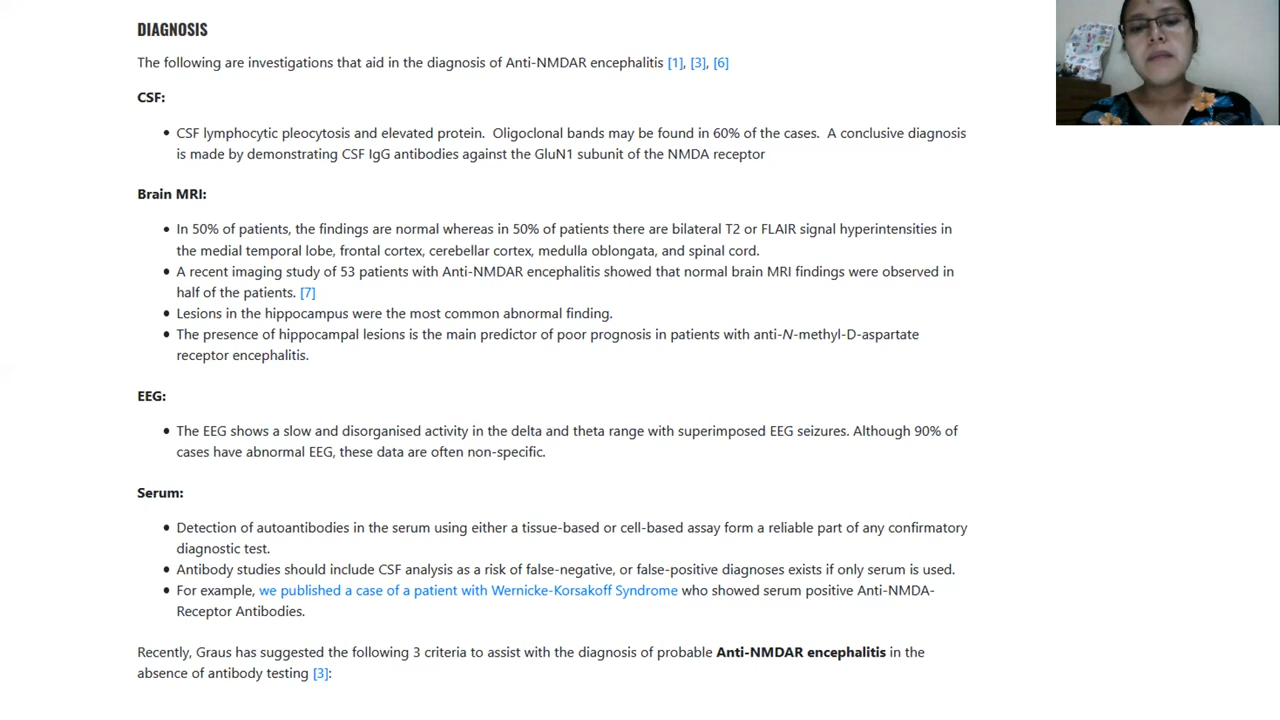 DIAGNOSIS
The following are investigations that aid in the diagnosis of Anti-NMDAR encephalitis [1], [3], [6]
CSF:
• CSF lymphocytic pleocytosis and elevated protein.  Oligoclonal bands may be found in 60% of the cases.  A conclusive diagnosis
is made by demonstrating CSF IgG antibodies against the GluN1 subunit of the NMDA receptor
Brain MRI:
• In 50% of patients, the findings are normal whereas in 50% of patients there are bilateral T2 or FLAIR signal hyperintensities in
the medial temporal lobe, frontal cortex, cerebellar cortex, medulla oblongata, and spinal cord.
• A recent imaging study of 53 patients with Anti-NMDAR encephalitis showed that normal brain MRI findings were observed in
half of the patients. [7]
• Lesions in the hippocampus were the most common abnormal finding.
• The presence of hippocampal lesions is the main predictor of poor prognosis in patients with anti-N-methyl-D-aspartate
receptor encephalitis.
EEG:
• The EEG shows a slow and disorganised activity in the delta and theta range with superimposed EEG seizures. Although 90% of
cases have abnormal EEG, these data are often non-specific.
Serum:
• Detection of autoantibodies in the serum using either a tissue-based or cell-based assay form a reliable part of any confirmatory
diagnostic test.
• Antibody studies should include CSF analysis as a risk of false-negative, or false-positive diagnoses exists if only serum is used.
• For example, we published a case of a patient with Wernicke-Korsakoff Syndrome who showed serum positive Anti-NMDA-
Receptor Antibodies.
Recently, Graus has suggested the following 3 criteria to assist with the diagnosis of probable Anti-NMDAR encephalitis in the
absence of antibody testing [3]: